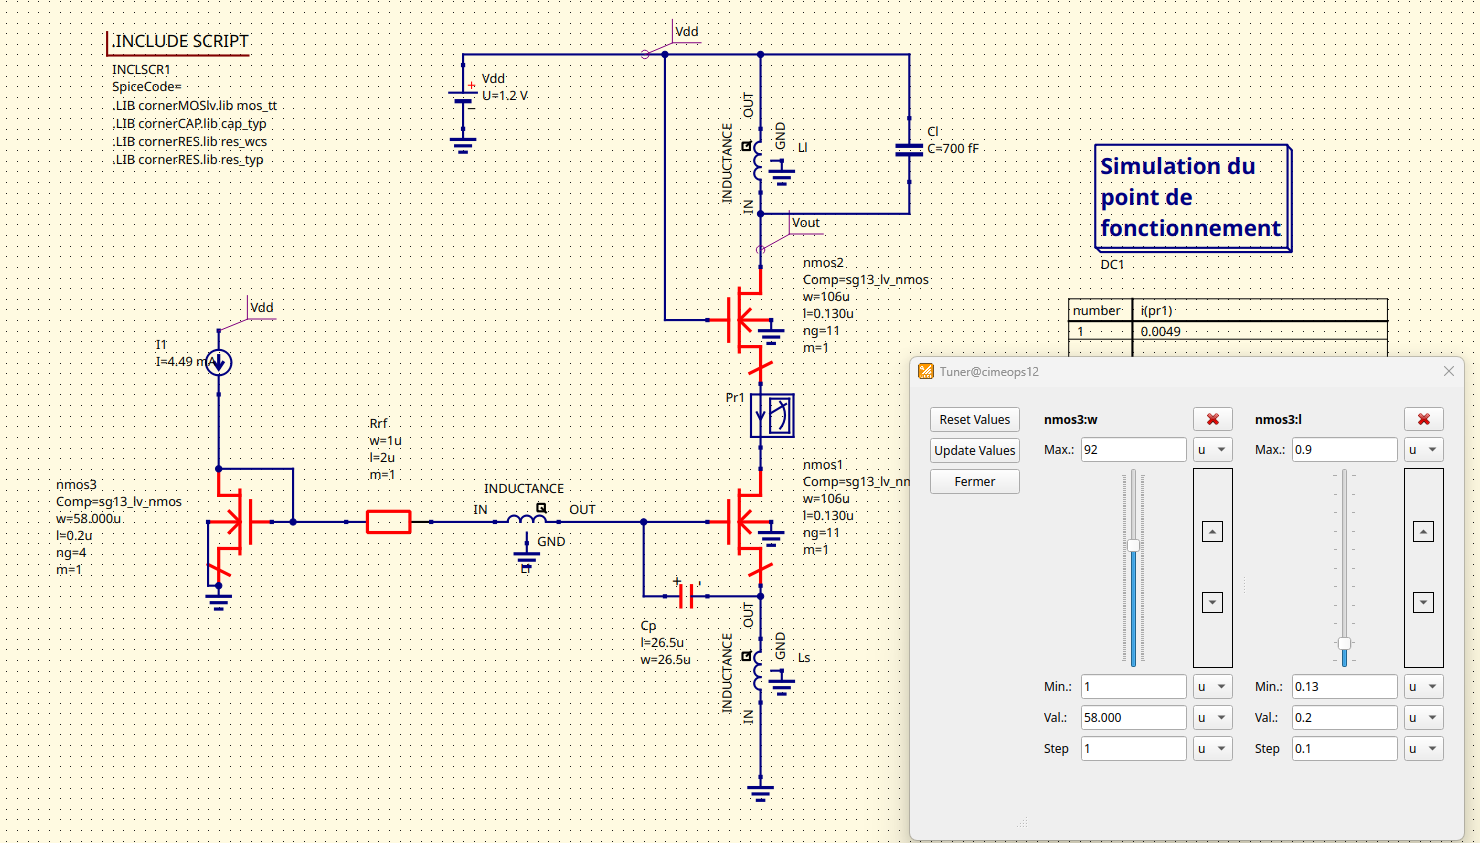 .INCLUDE SCRIPT
INCLSCR1
SpiceCode=
.LIB cornerMOSlv.lib mos_tt
.LIB cornerCAP.lib cap_typ
.LIB cornerRES.lib res_wcs
.LIB cornerRES.lib res_typ
Vdd
Vdd
U=1.2 V
OUT
GND
INDUCTANCE
Ll
IN
Cl
C=700 fF
Vout
Simulation du
point de
fonctionnement
DC1
number i(pr1)
1 0.0049
nmos2
Comp=sg13_lv_nmos
w=106u
l=0.130u
ng=11
m=1
Vdd
I1
I=4.49 mA
Pr1
Rrf
w=1u
l=2u
m=1
nmos3
Comp=sg13_lv_nmos
w=58.000u
l=0.2u
ng=4
m=1
INDUCTANCE
IN
OUT
GND
nmos1
Comp=sg13_lv_nn
w=106u
l=0.130u
ng=11
m=1
Cp
l=26.5u
w=26.5u
OUT
GND
INDUCTANCE
Ls
IN
Tuner@cimeops12
Reset Values
Update Values
Fermer
nmos3:w
Max.: 92 u
Min.: 1 u
Val.: 58.000 u
Step 1 u
nmos3:l
Max.: 0.9 u
Min.: 0.13 u
Val.: 0.2 u
Step 0.1 u